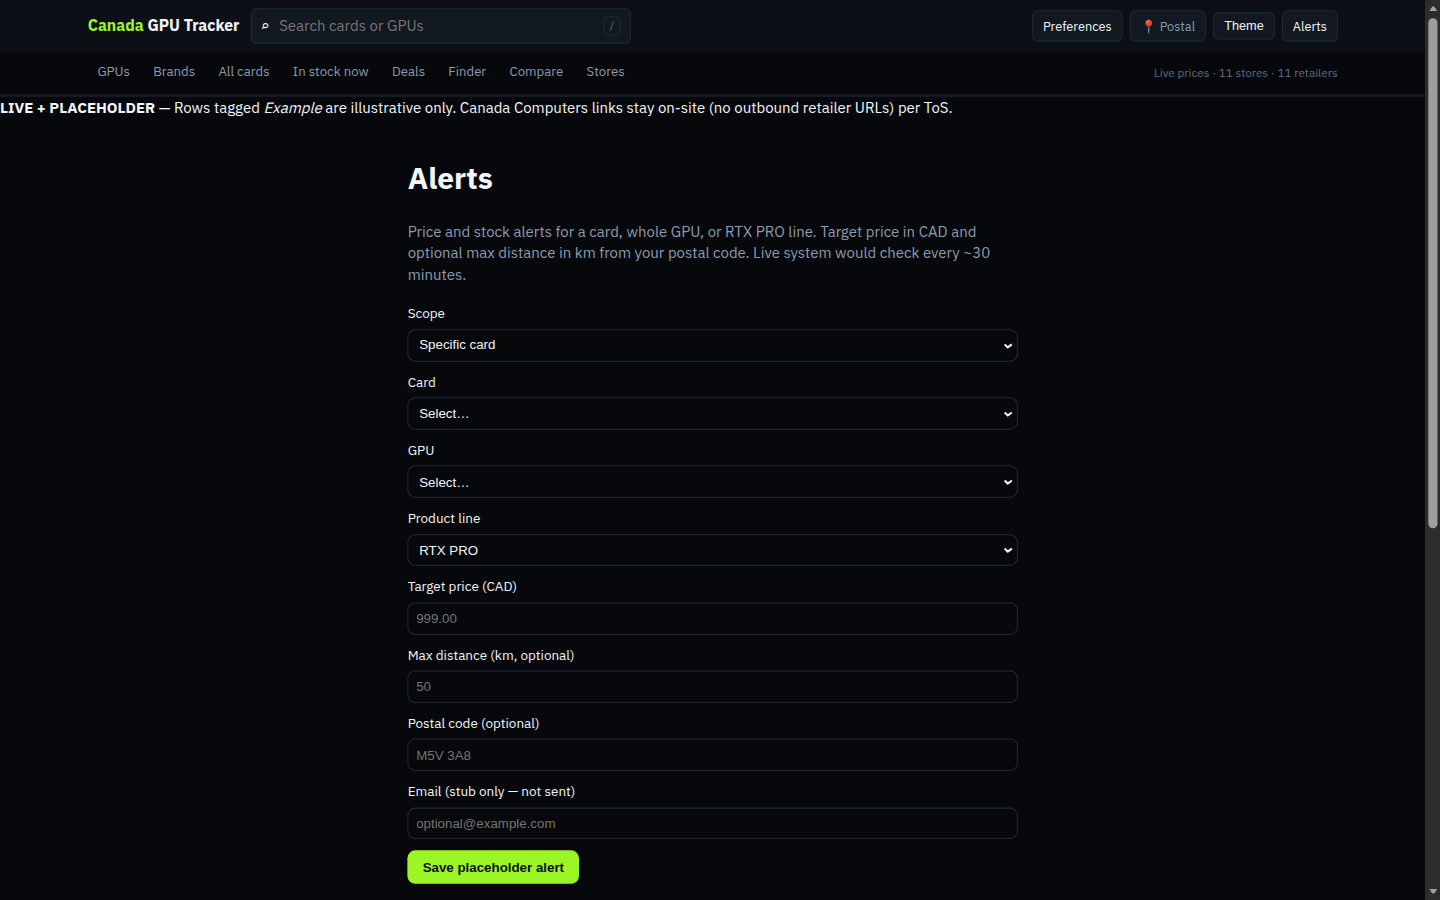 Canada GPU Tracker
Search cards or GPUs
/
Preferences
📍 Postal
Theme
Alerts
GPUs
Brands
All cards
In stock now
Deals
Finder
Compare
Stores
Live prices · 11 stores · 11 retailers
LIVE + PLACEHOLDER — Rows tagged Example are illustrative only. Canada Computers links stay on-site (no outbound retailer URLs) per ToS.
Alerts
Price and stock alerts for a card, whole GPU, or RTX PRO line. Target price in CAD and
optional max distance in km from your postal code. Live system would check every ~30
minutes.
Scope
Specific card
Card
Select…
GPU
Select…
Product line
RTX PRO
Target price (CAD)
999.00
Max distance (km, optional)
50
Postal code (optional)
M5V 3A8
Email (stub only — not sent)
optional@example.com
Save placeholder alert